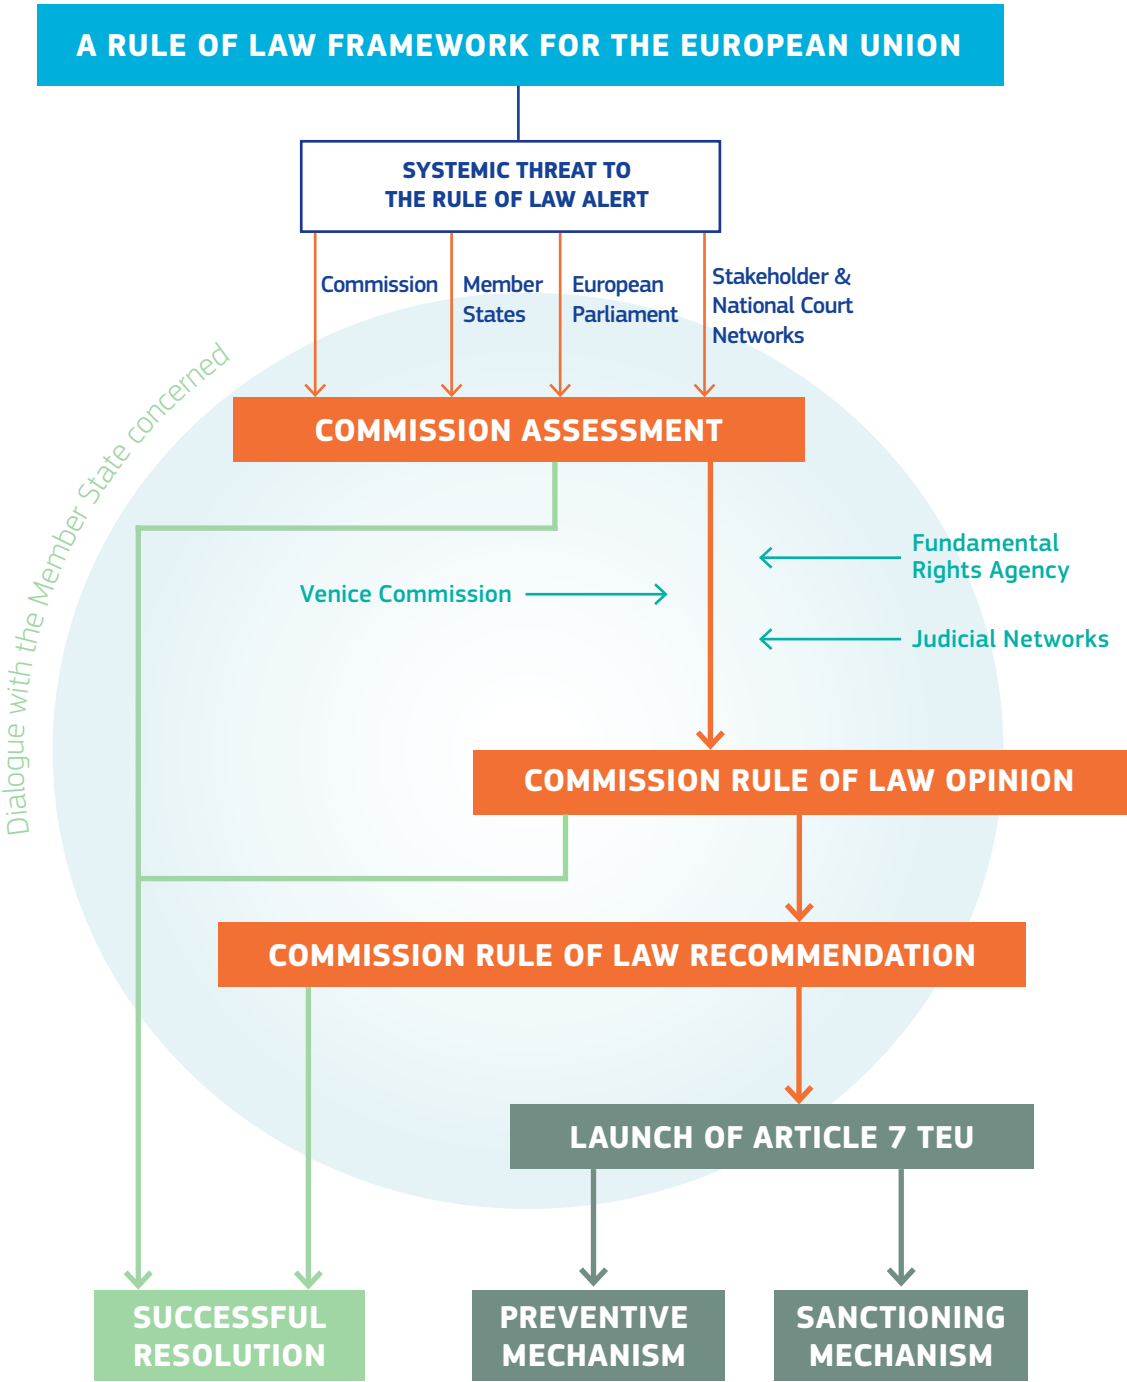 A RULE OF LAW FRAMEWORK FOR THE EUROPEAN UNION
SYSTEMIC THREAT TO
THE RULE OF LAW ALERT
Commission
Member
States
European
Parliament
Stakeholder &
National Court
Networks
Dialogue with the Member State concerned
COMMISSION ASSESSMENT
Fundamental
Rights Agency
Venice Commission
Judicial Networks
COMMISSION RULE OF LAW OPINION
COMMISSION RULE OF LAW RECOMMENDATION
LAUNCH OF ARTICLE 7 TEU
SUCCESSFUL
RESOLUTION
PREVENTIVE
MECHANISM
SANCTIONING
MECHANISM